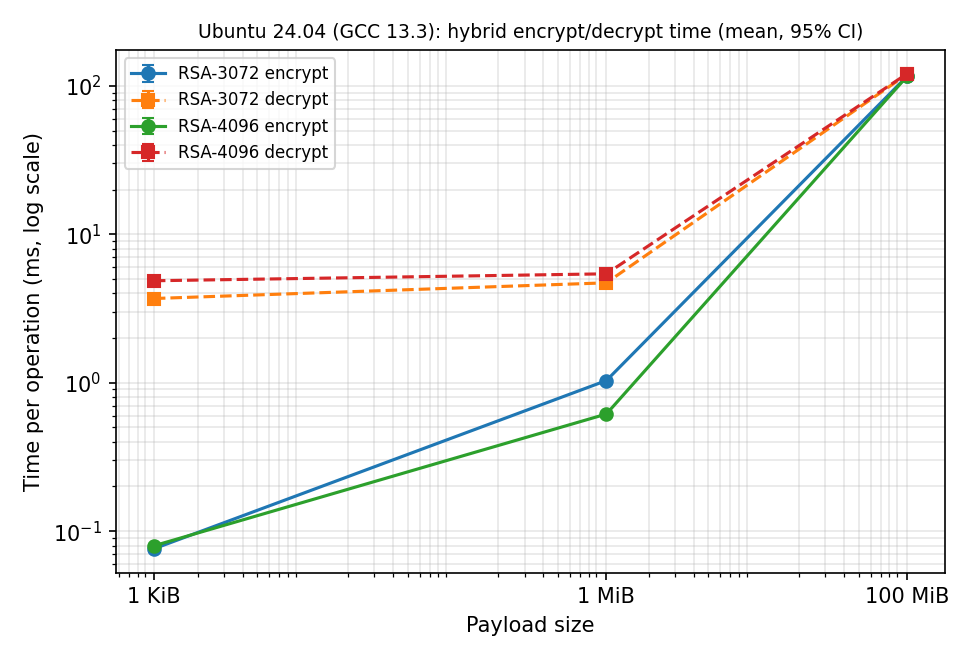 Ubuntu 24.04 (GCC 13.3): hybrid encrypt/decrypt time (mean, 95% CI)
RSA-3072 encrypt
RSA-3072 decrypt
RSA-4096 encrypt
RSA-4096 decrypt
Time per operation (ms, log scale)
10²
10¹
10⁰
10⁻¹
1 KiB 1 MiB 100 MiB
Payload size